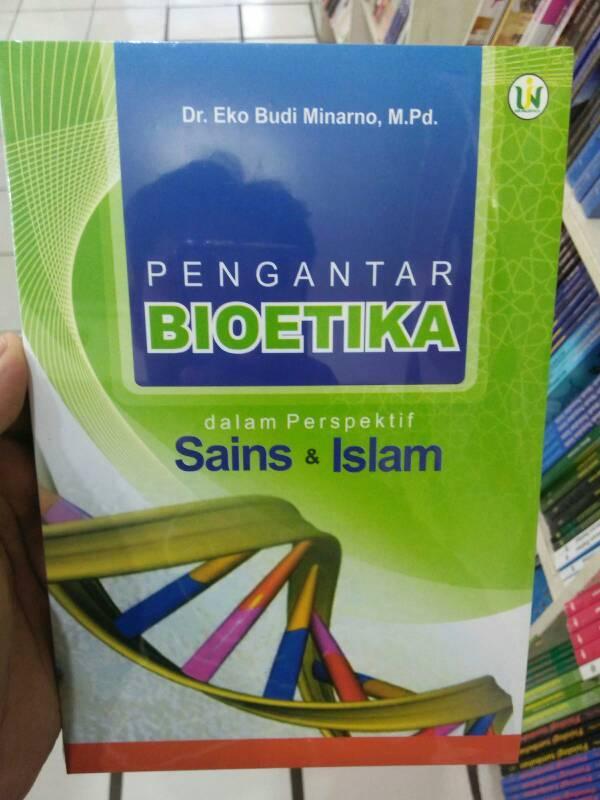 Dr. Eko Budi Minarno, M.Pd.
PENGANTAR
BIOETIKA
dalam Perspektif
Sains & Islam